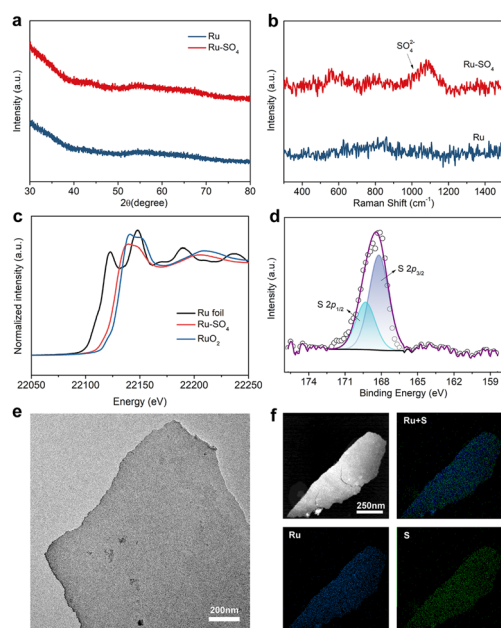 a
Ru
Ru-SO₄
Intensity (a.u.)
30 40 50 60 70 80
2θ(degree)
b
SO₄²⁻
Ru-SO₄
Ru
Intensity (a.u.)
400 600 800 1000 1200 1400
Raman Shift (cm⁻¹)
c
Normalized intensity (a.u.)
Ru foil
Ru-SO₄
RuO₂
22050 22100 22150 22200 22250
Energy (eV)
d
S 2p₃/₂
S 2p₁/₂
Intensity (a.u.)
174 171 168 165 162 159
Binding Energy (eV)
e
200nm
f
250nm
Ru+S
Ru
S